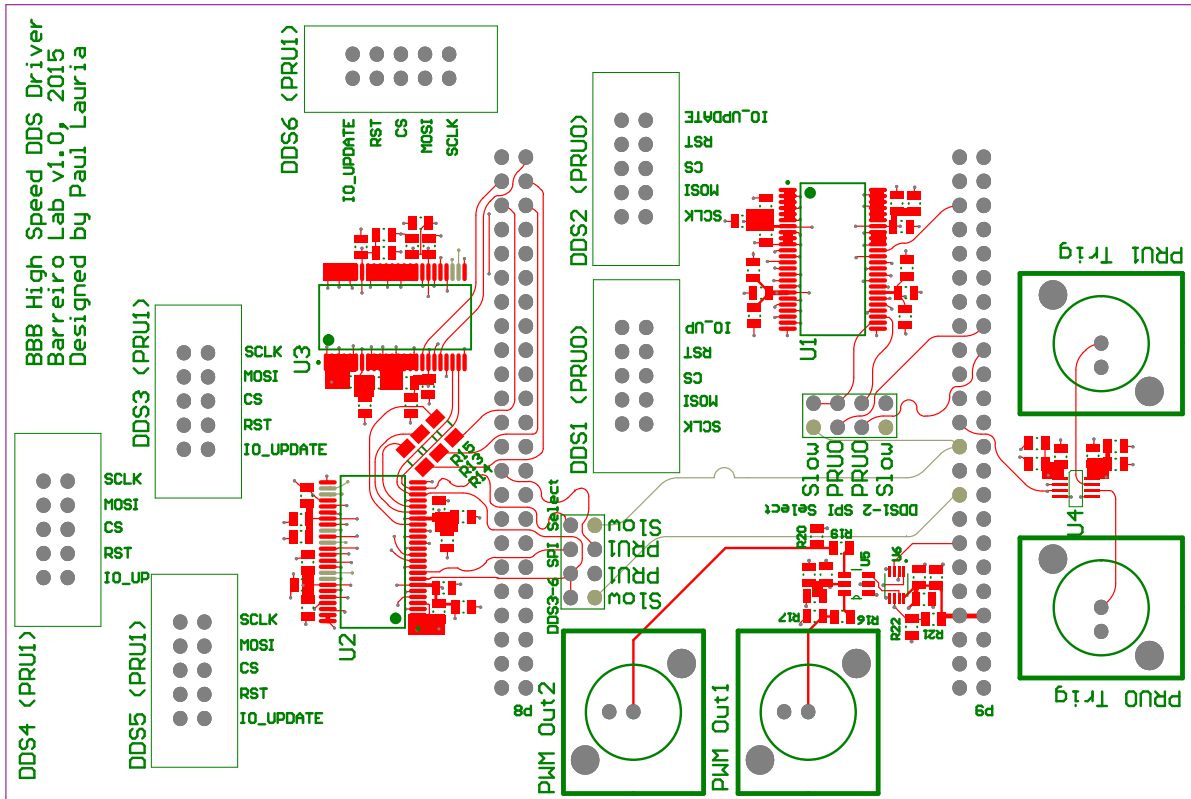 BBB High Speed DDS Driver
Barreiro Lab v1.0, 2015
Designed by Paul Lauria
DDS6 (PRU1)
IO_UPDATE
RST
CS
MOSI
SCLK
DDS2 (PRU0)
IO_UPDATE
RST
CS
MOSI
SCLK
DDS1 (PRU0)
IO_UP
RST
CS
MOSI
SCLK
DDS3 (PRU1)
SCLK
MOSI
CS
RST
IO_UPDATE
DDS4 (PRU1)
SCLK
MOSI
CS
RST
IO_UP
DDS5 (PRU1)
SCLK
MOSI
CS
RST
IO_UPDATE
U3
U2
U1
R15
R13
R14
DDS3-6 SPI Select
Slow
PRU1
PRU1
Slow
Slow
PRU0
PRU0
Slow
DDS1-2 SPI Select
PRU1 Trig
U4
PRU0 Trig
R20
R19
U5
U6
R17
R16
R22
R21
P8
P9
PWM Out2
PWM Out1